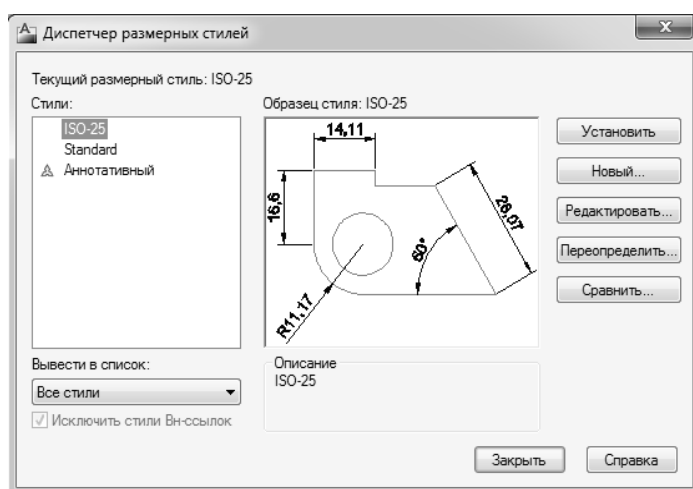 Диспетчер размерных стилей
Текущий размерный стиль: ISO-25
Стили:
ISO-25
Standard
Аннотативный
Образец стиля: ISO-25
14,11
16,6
28,07
60°
R11,17
Установить
Новый...
Редактировать...
Переопределить...
Сравнить...
Вывести в список:
Все стили
Исключить стили Вн-ссылок
Описание
ISO-25
Закрыть
Справка